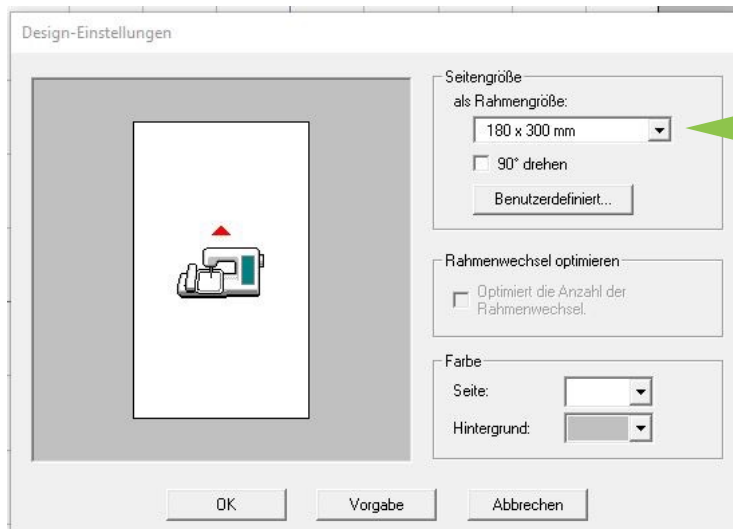 Design-Einstellungen
Seitengröße
als Rahmengröße:
180 x 300 mm
90° drehen
Benutzerdefiniert...
Rahmenwechsel optimieren
Optimiert die Anzahl der
Rahmenwechsel.
Farbe
Seite:
Hintergrund:
OK
Vorgabe
Abbrechen